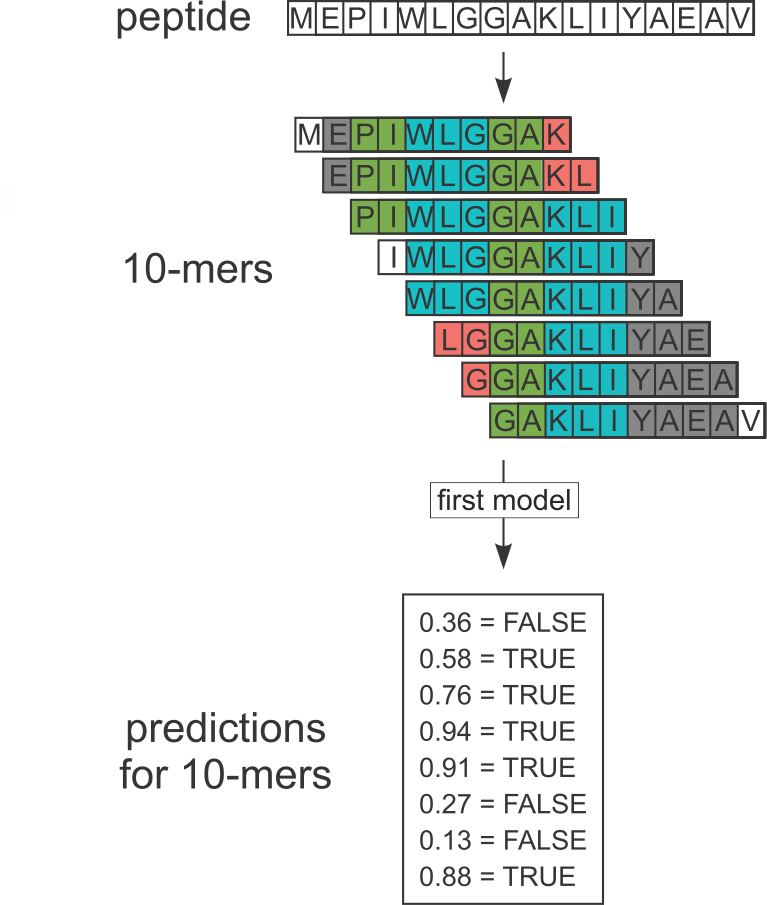 peptide MEPIWLGGAKLIYAEAV
MEPIWLGGAK
EPIWLGGAKL
PIWLGGAKLI
10-mers
IWLGGAKLIY
WLGGAKLIYA
LGGAKLIYAE
GGAKLIYAEA
GAKLIYAEAV
first model
0.36 = FALSE
0.58 = TRUE
0.76 = TRUE
predictions
for 10-mers
0.94 = TRUE
0.91 = TRUE
0.27 = FALSE
0.13 = FALSE
0.88 = TRUE